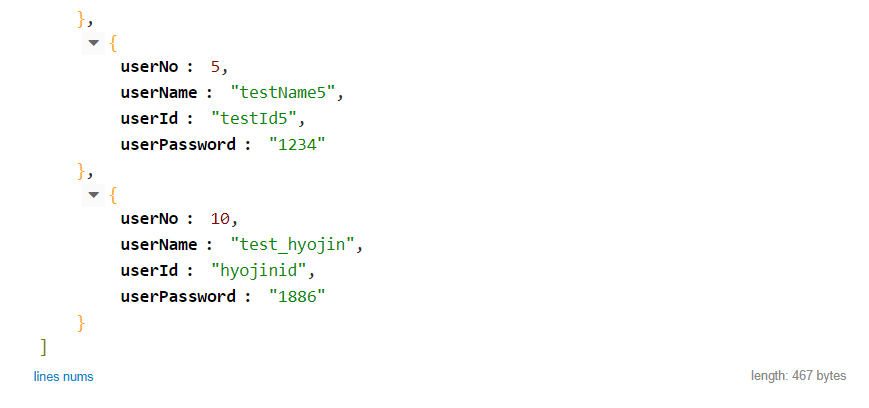 },
{
userNo : 5,
userName : "testName5",
userId : "testId5",
userPassword : "1234"
},
{
userNo : 10,
userName : "test_hyojin",
userId : "hyojinid",
userPassword : "1886"
}
]
lines nums
length: 467 bytes